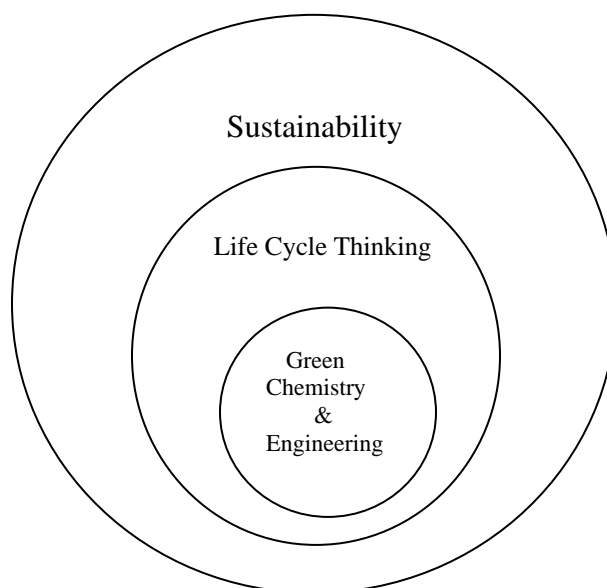 Sustainability
Life Cycle Thinking
Green
Chemistry
&
Engineering